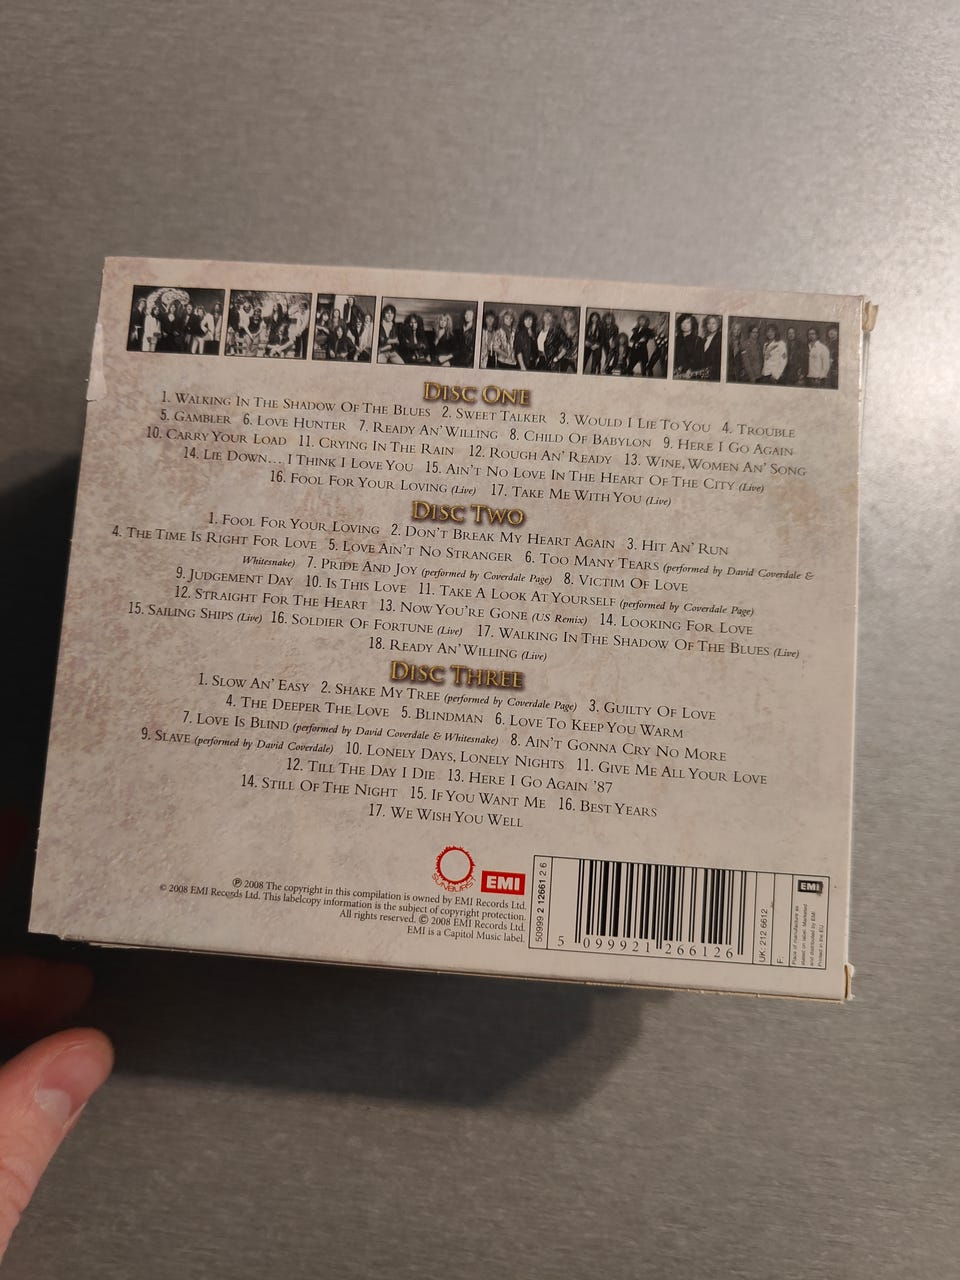 DISC ONE
1. WALKING IN THE SHADOW OF THE BLUES 2. SWEET TALKER 3. WOULD I LIE TO YOU 4. TROUBLE
5. GAMBLER 6. LOVE HUNTER 7. READY AN' WILLING 8. CHILD OF BABYLON 9. HERE I GO AGAIN
10. CARRY YOUR LOAD 11. CRYING IN THE RAIN 12. ROUGH AN' READY 13. WINE, WOMEN AN' SONG
14. LIE DOWN... I THINK I LOVE YOU 15. AIN'T NO LOVE IN THE HEART OF THE CITY (Live)
16. FOOL FOR YOUR LOVING (Live) 17. TAKE ME WITH YOU (Live)
DISC TWO
1. FOOL FOR YOUR LOVING 2. DON'T BREAK MY HEART AGAIN 3. HIT AN' RUN
4. THE TIME IS RIGHT FOR LOVE 5. LOVE AIN'T NO STRANGER 6. TOO MANY TEARS (performed by David Coverdale &
Whitesnake) 7. PRIDE AND JOY (performed by Coverdale Page) 8. VICTIM OF LOVE
9. JUDGEMENT DAY 10. IS THIS LOVE 11. TAKE A LOOK AT YOURSELF (performed by Coverdale Page)
12. STRAIGHT FOR THE HEART 13. NOW YOU'RE GONE (US Remix) 14. LOOKING FOR LOVE
15. SAILING SHIPS (Live) 16. SOLDIER OF FORTUNE (Live) 17. WALKING IN THE SHADOW OF THE BLUES (Live)
18. READY AN' WILLING (Live)
DISC THREE
1. SLOW AN' EASY 2. SHAKE MY TREE (performed by Coverdale Page) 3. GUILTY OF LOVE
4. THE DEEPER THE LOVE 5. BLINDMAN 6. LOVE TO KEEP YOU WARM
7. LOVE IS BLIND (performed by David Coverdale & Whitesnake) 8. AIN'T GONNA CRY NO MORE
9. SLAVE (performed by David Coverdale) 10. LONELY DAYS, LONELY NIGHTS 11. GIVE ME ALL YOUR LOVE
12. TILL THE DAY I DIE 13. HERE I GO AGAIN '87
14. STILL OF THE NIGHT 15. IF YOU WANT ME 16. BEST YEARS
17. WE WISH YOU WELL
SUNBURST
EMI
℗ 2008 The copyright in this compilation is owned by EMI Records Ltd.
© 2008 EMI Records Ltd. This labelcopy information is the subject of copyright protection.
All rights reserved. © 2008 EMI Records Ltd.
EMI is a Capitol Music label.
50999 2 12661 2 6
5 099921 266126
UK: 212 6612
F:
EMI
Place of manufacture as
stated on label. Marketed
and distributed by EMI.
Printed in the EU.